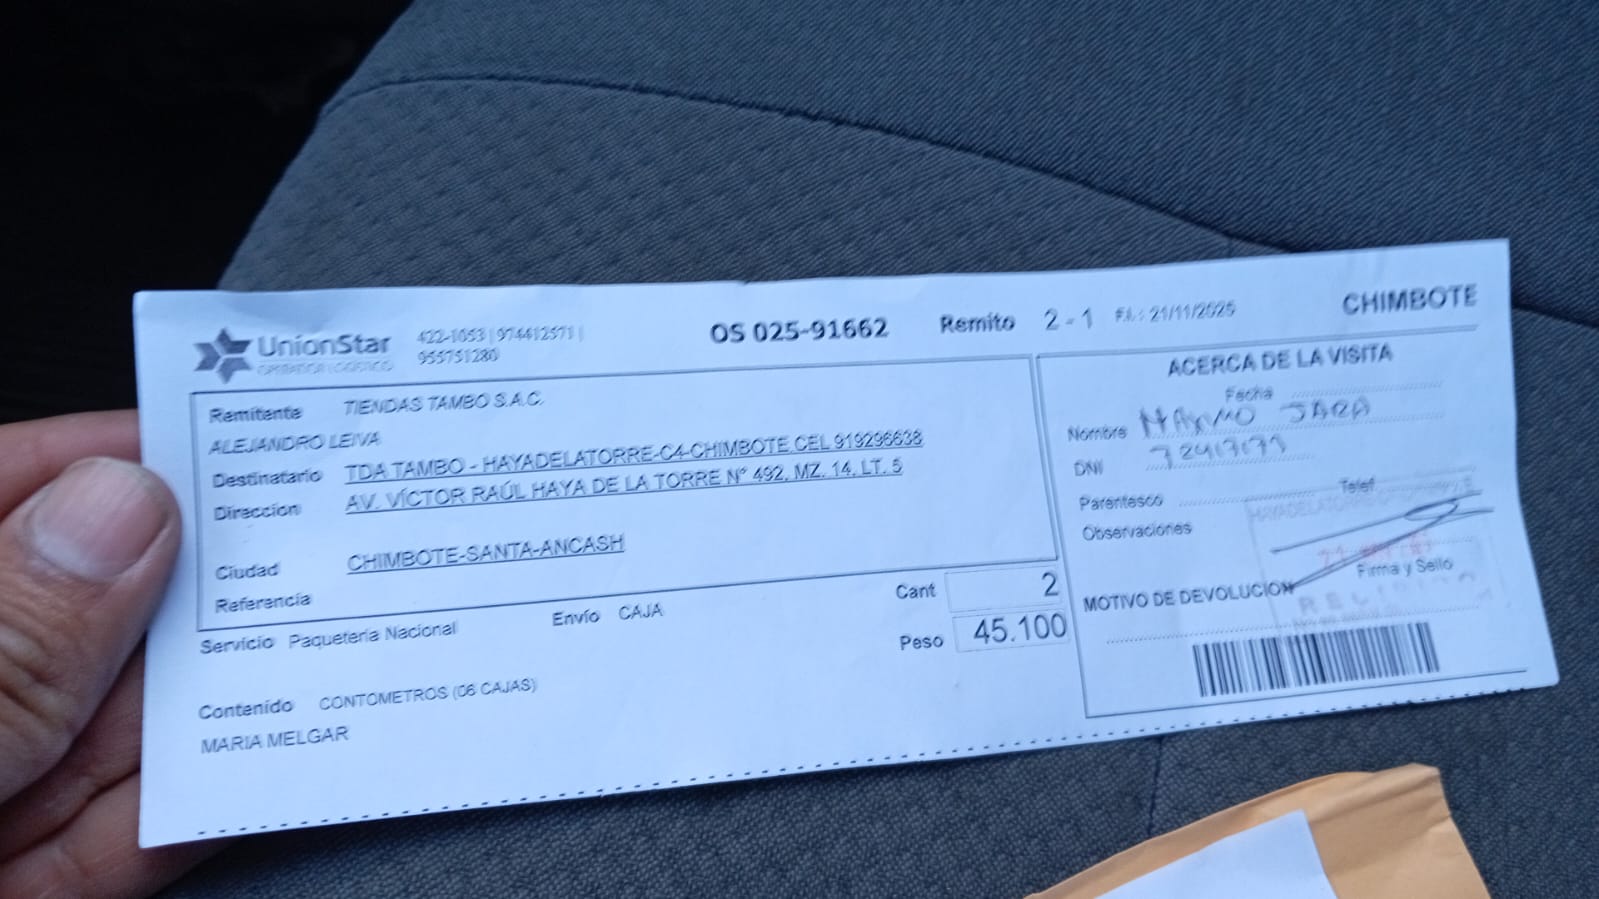 UnionStar
OPERADOR LOGISTICO
422-1053 | 974412571 |
955751280
OS 025-91662
Remito 2 - 1 F.I.: 21/11/2025
CHIMBOTE
Remitente TIENDAS TAMBO S.A.C.
ALEJANDRO LEIVA
Destinatario TDA TAMBO - HAYADELATORRE-C4-CHIMBOTE CEL 919296638
Direccion AV. VÍCTOR RAÚL HAYA DE LA TORRE N° 492, MZ. 14, LT. 5
Ciudad CHIMBOTE-SANTA-ANCASH
Referencia
Servicio Paqueteria Nacional Envío CAJA
Cant 2
Peso 45.100
Contenido CONTOMETROS (06 CAJAS)
MARIA MELGAR
ACERCA DE LA VISITA
Fecha
Nombre JARA
DNI
Parentesco Telef
Observaciones
Firma y Sello
MOTIVO DE DEVOLUCION